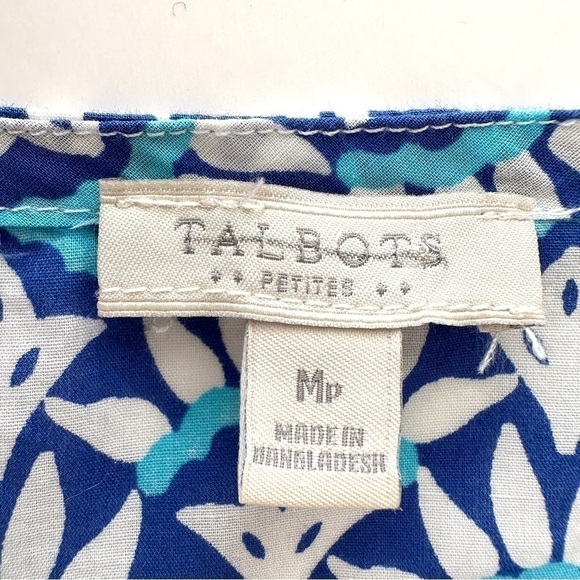 TALBOTS
PETITES
Mp
MADE IN
BANGLADESH